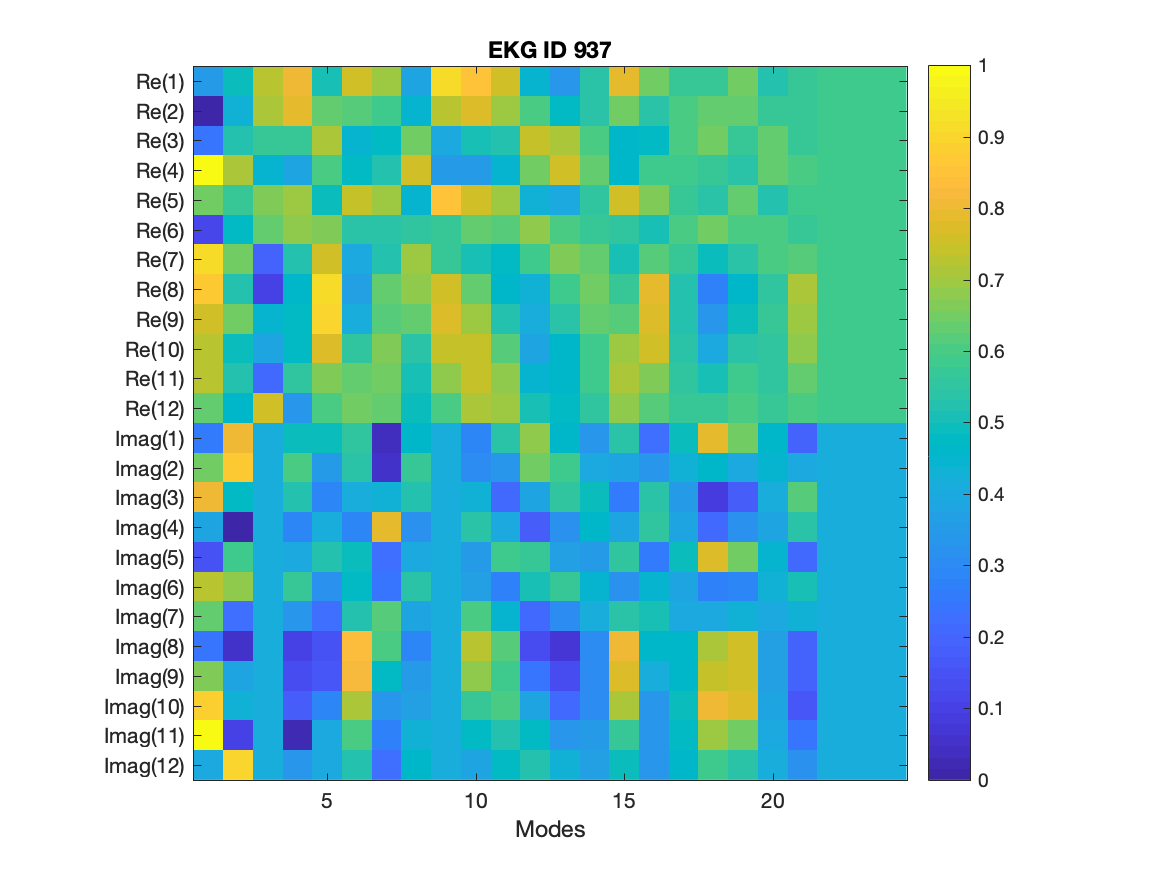 EKG ID 937
Re(1)
Re(2)
Re(3)
Re(4)
Re(5)
Re(6)
Re(7)
Re(8)
Re(9)
Re(10)
Re(11)
Re(12)
Imag(1)
Imag(2)
Imag(3)
Imag(4)
Imag(5)
Imag(6)
Imag(7)
Imag(8)
Imag(9)
Imag(10)
Imag(11)
Imag(12)
5 10 15 20
Modes
1
0.9
0.8
0.7
0.6
0.5
0.4
0.3
0.2
0.1
0